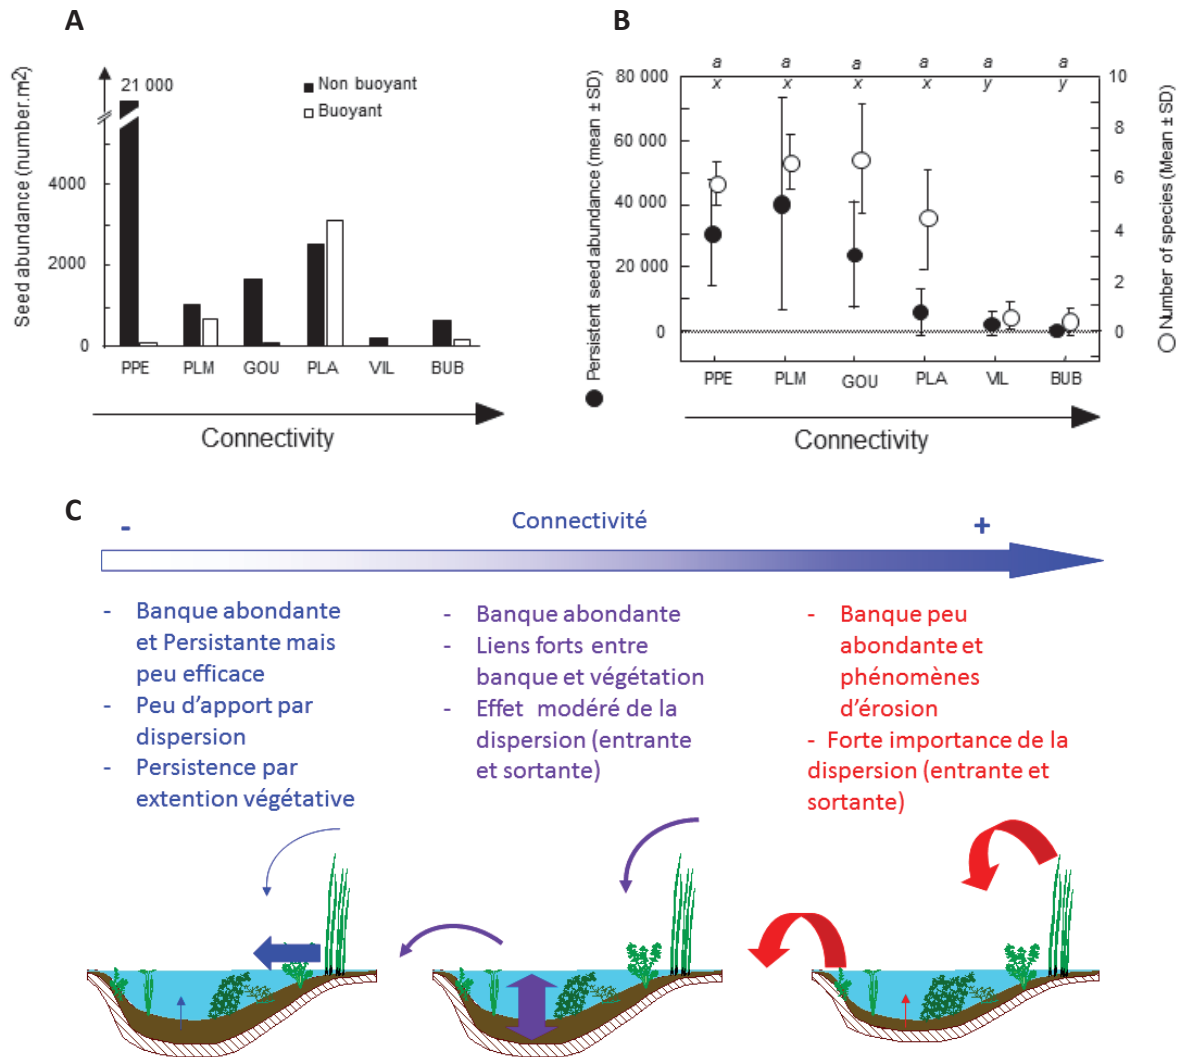 A
21 000
Non buoyant
Buoyant
Seed abundance (number.m²)
4000
2000
0
PPE PLM GOU PLA VIL BUB
Connectivity
B
a a a a a a
x x x x y y
80 000
60 000
40 000
20 000
0
10
8
6
4
2
0
Persistent seed abundance (mean ± SD)
Number of species (Mean ± SD)
PPE PLM GOU PLA VIL BUB
Connectivity
C
- Connectivité +
- Banque abondante
et Persistante mais
peu efficace
- Peu d'apport par
dispersion
- Persistence par
extention végétative
- Banque abondante
- Liens forts entre
banque et végétation
- Effet modéré de la
dispersion (entrante
et sortante)
- Banque peu
abondante et
phénomènes
d'érosion
- Forte importance de la
dispersion (entrante et
sortante)